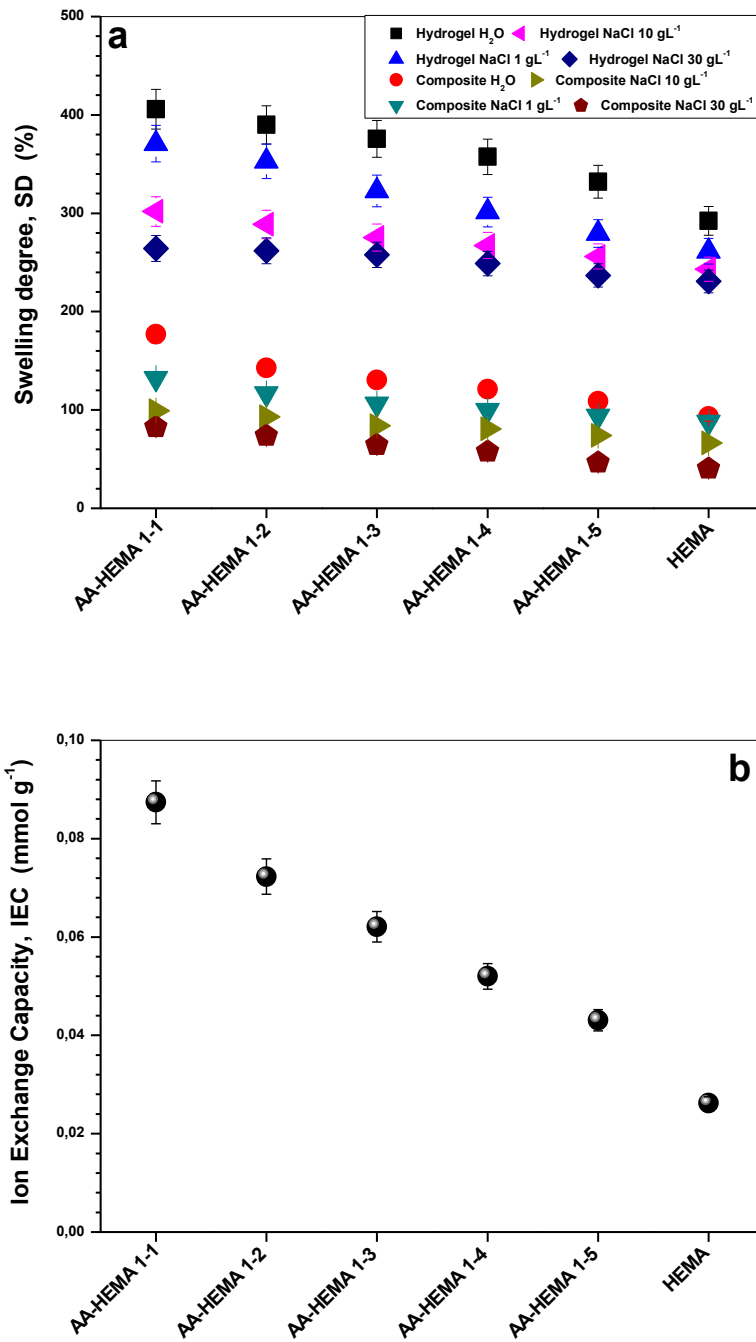 a
Hydrogel H₂O Hydrogel NaCl 10 gL⁻¹
Hydrogel NaCl 1 gL⁻¹ Hydrogel NaCl 30 gL⁻¹
Composite H₂O Composite NaCl 10 gL⁻¹
Composite NaCl 1 gL⁻¹ Composite NaCl 30 gL⁻¹
Swelling degree, SD (%)
500
400
300
200
100
0
AA-HEMA 1-1
AA-HEMA 1-2
AA-HEMA 1-3
AA-HEMA 1-4
AA-HEMA 1-5
HEMA
b
Ion Exchange Capacity, IEC (mmol g⁻¹)
0,10
0,08
0,06
0,04
0,02
0,00
AA-HEMA 1-1
AA-HEMA 1-2
AA-HEMA 1-3
AA-HEMA 1-4
AA-HEMA 1-5
HEMA